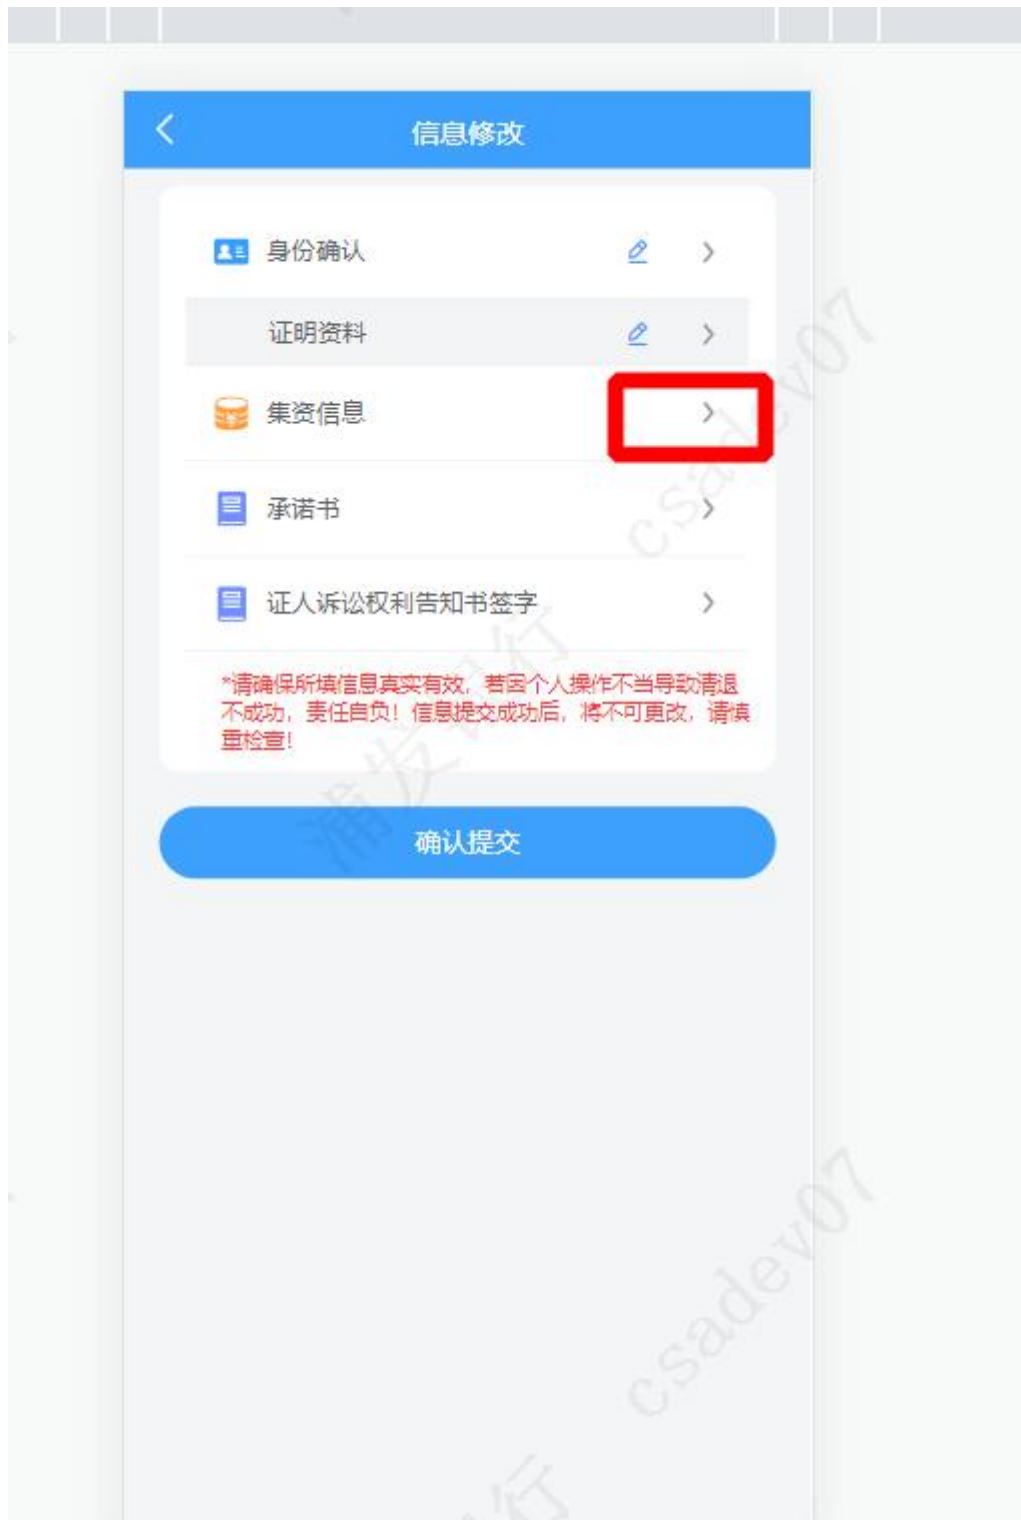 信息修改
身份确认
证明资料
集资信息
承诺书
证人诉讼权利告知书签字
*请确保所填信息真实有效，若因个人操作不当导致清退
不成功，责任自负！信息提交成功后，将不可更改，请慎
重检查！
确认提交
csadev07
浦发银行
csadev07